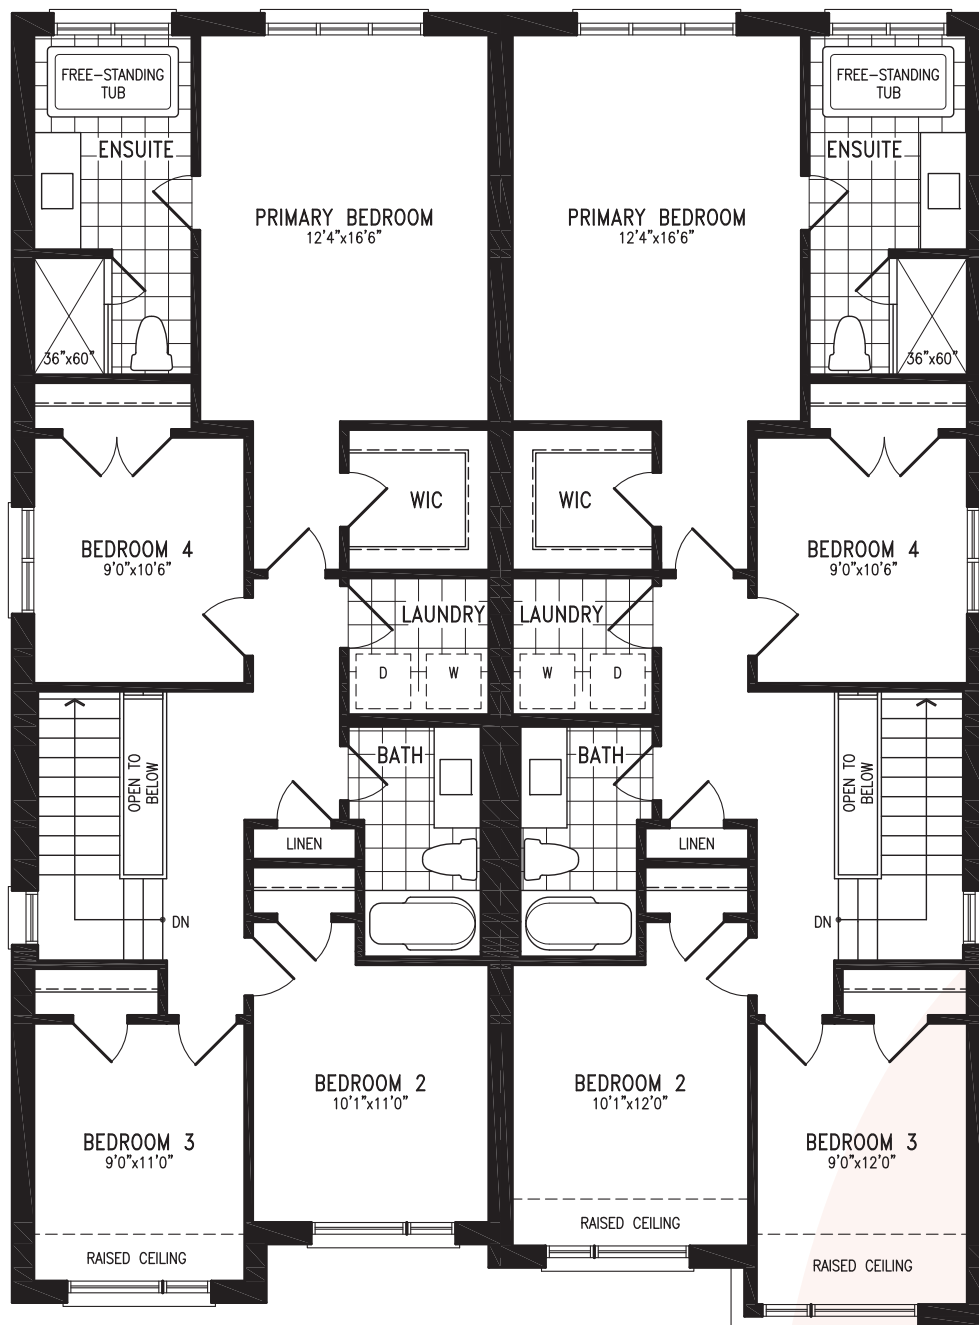 FREE-STANDING
TUB
ENSUITE
PRIMARY BEDROOM
12'4"x16'6"
36"x60"
BEDROOM 4
9'0"x10'6"
WIC
LAUNDRY
D
W
BATH
OPEN TO
BELOW
LINEN
DN
BEDROOM 2
10'1"x11'0"
BEDROOM 3
9'0"x11'0"
RAISED CEILING
FREE-STANDING
TUB
ENSUITE
PRIMARY BEDROOM
12'4"x16'6"
36"x60"
BEDROOM 4
9'0"x10'6"
WIC
LAUNDRY
W
D
BATH
OPEN TO
BELOW
LINEN
DN
BEDROOM 2
10'1"x12'0"
RAISED CEILING
BEDROOM 3
9'0"x12'0"
RAISED CEILING